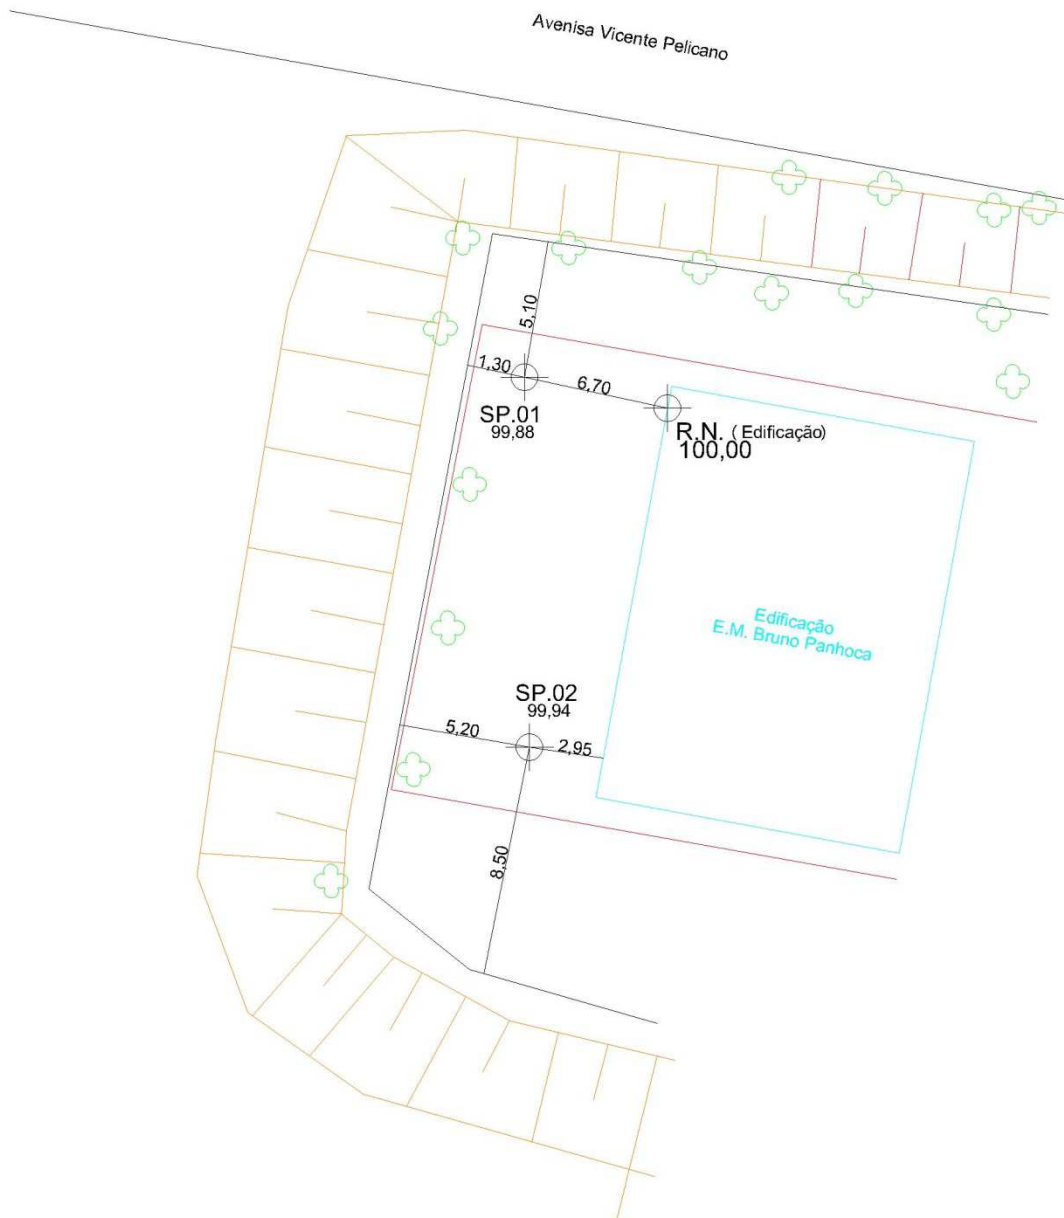 Avenisa Vicente Pelicano
5,10
1,30
6,70
SP.01
99,88
R.N. (Edificação)
100,00
Edificação
E.M. Bruno Panhoca
SP.02
99,94
5,20
2,95
8,50